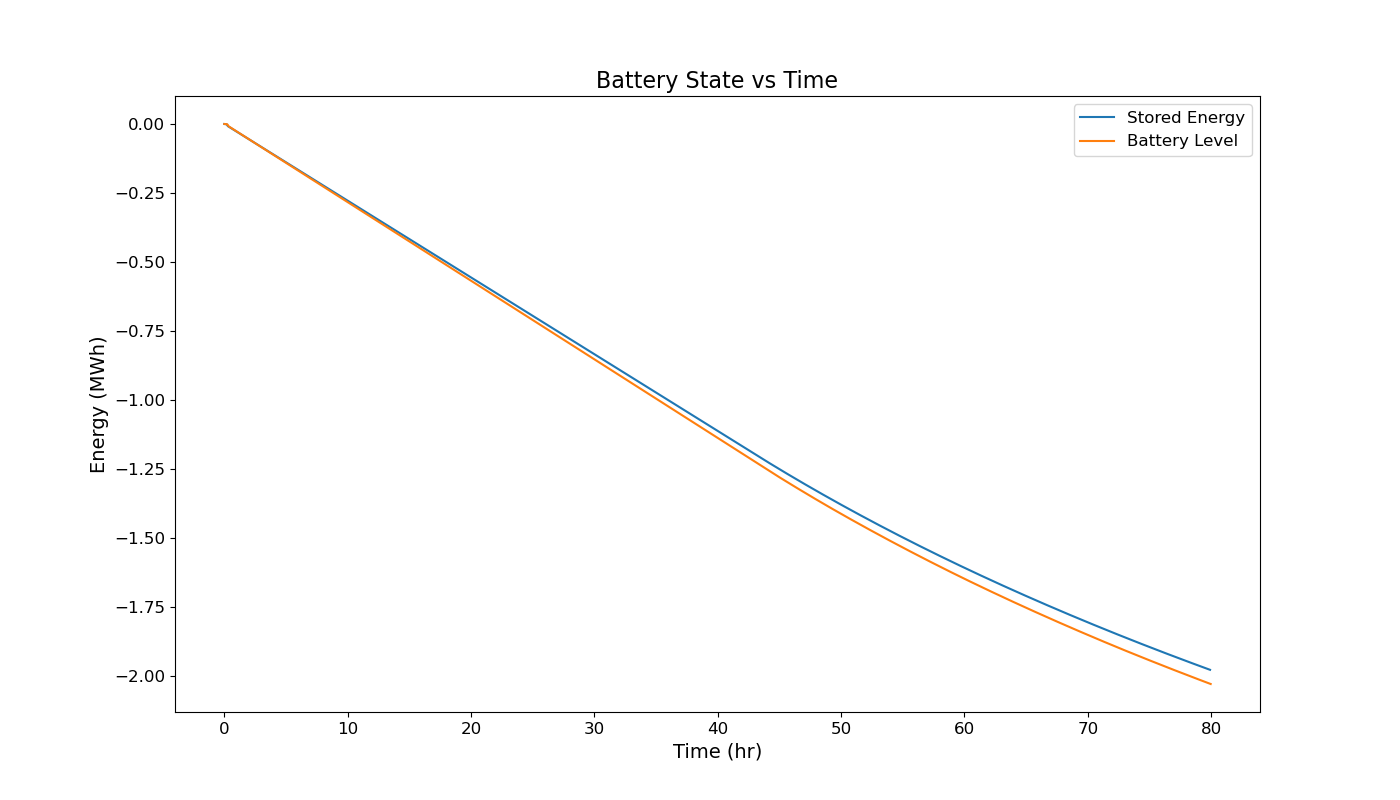 Battery State vs Time
Stored Energy
Battery Level
Energy (MWh)
0.00
−0.25
−0.50
−0.75
−1.00
−1.25
−1.50
−1.75
−2.00
0 10 20 30 40 50 60 70 80
Time (hr)